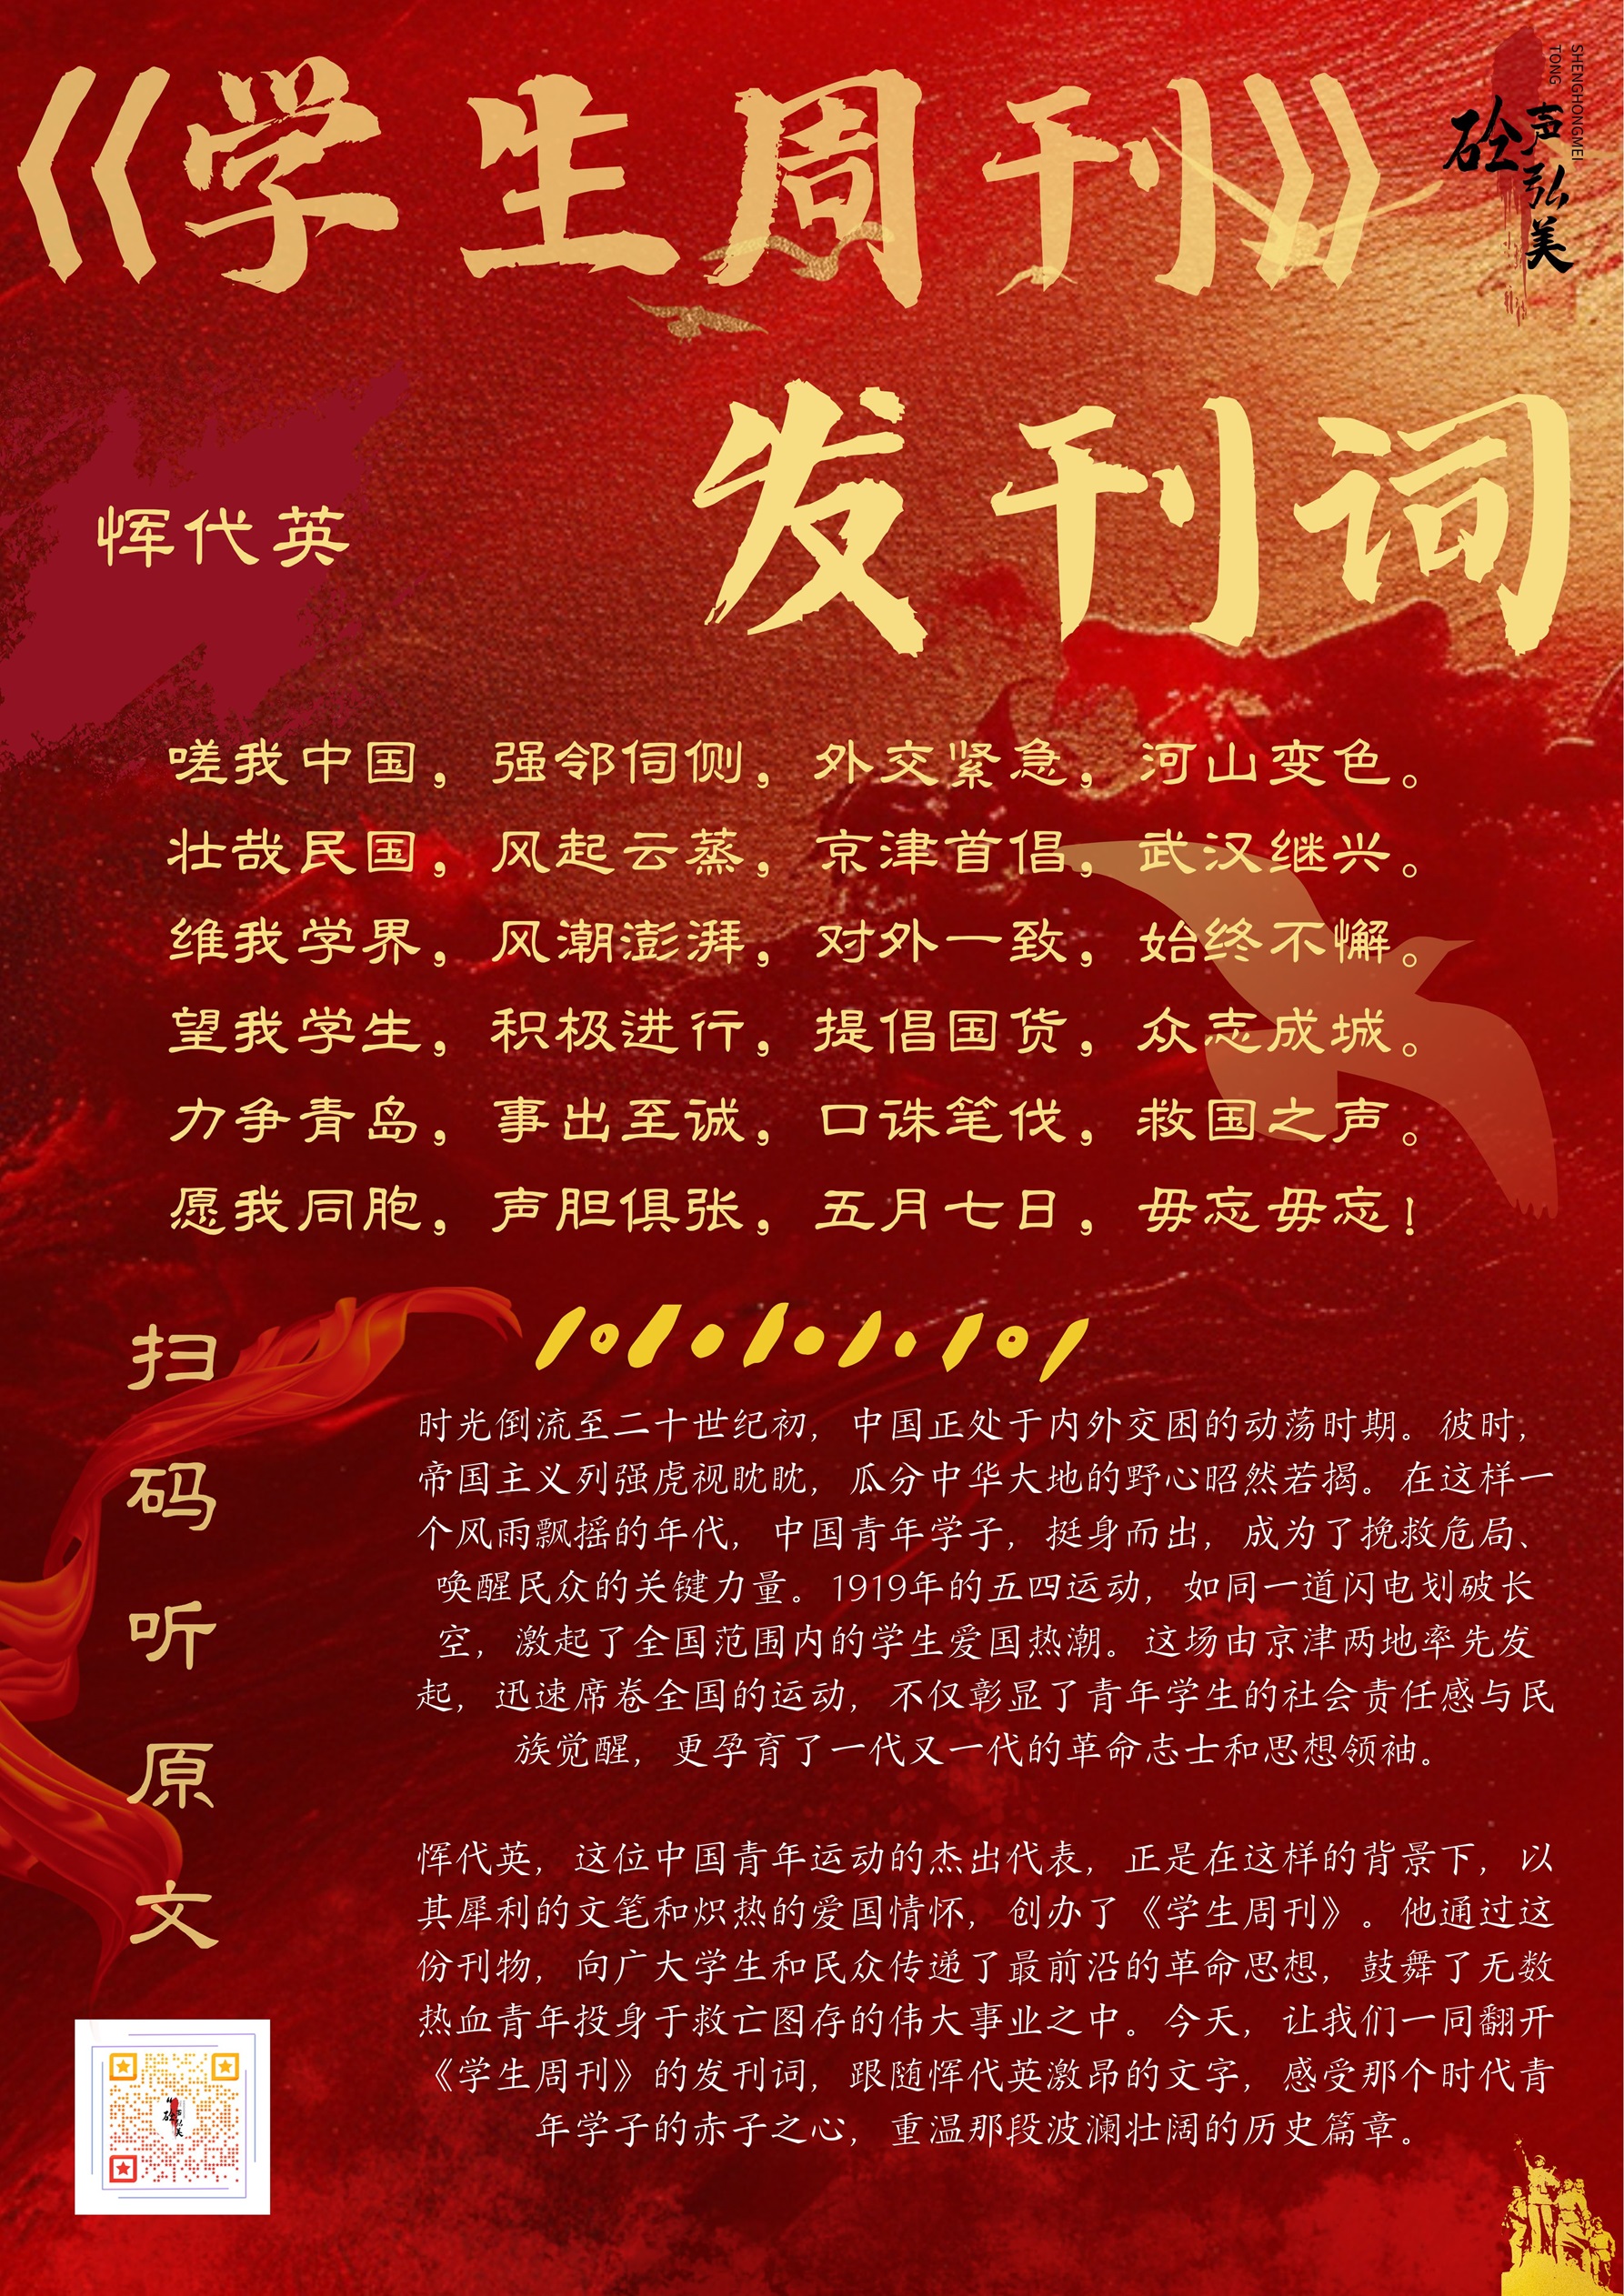 《学生周刊》
SHENGHONGMEI
TONG
砼声弘美
发刊词
恽代英
嗟我中国，强邻伺侧，外交紧急，河山变色。
壮哉民国，风起云蒸，京津首倡，武汉继兴。
维我学界，风潮澎湃，对外一致，始终不懈。
望我学生，积极进行，提倡国货，众志成城。
力争青岛，事出至诚，口诛笔伐，救国之声。
愿我同胞，声胆俱张，五月七日，毋忘毋忘！
扫码听原文
时光倒流至二十世纪初，中国正处于内外交困的动荡时期。彼时，
帝国主义列强虎视眈眈，瓜分中华大地的野心昭然若揭。在这样一
个风雨飘摇的年代，中国青年学子，挺身而出，成为了挽救危局、
唤醒民众的关键力量。1919年的五四运动，如同一道闪电划破长
空，激起了全国范围内的学生爱国热潮。这场由京津两地率先发
起，迅速席卷全国的运动，不仅彰显了青年学生的社会责任感与民
族觉醒，更孕育了一代又一代的革命志士和思想领袖。
恽代英，这位中国青年运动的杰出代表，正是在这样的背景下，以
其犀利的文笔和炽热的爱国情怀，创办了《学生周刊》。他通过这
份刊物，向广大学生和民众传递了最前沿的革命思想，鼓舞了无数
热血青年投身于救亡图存的伟大事业之中。今天，让我们一同翻开
《学生周刊》的发刊词，跟随恽代英激昂的文字，感受那个时代青
年学子的赤子之心，重温那段波澜壮阔的历史篇章。